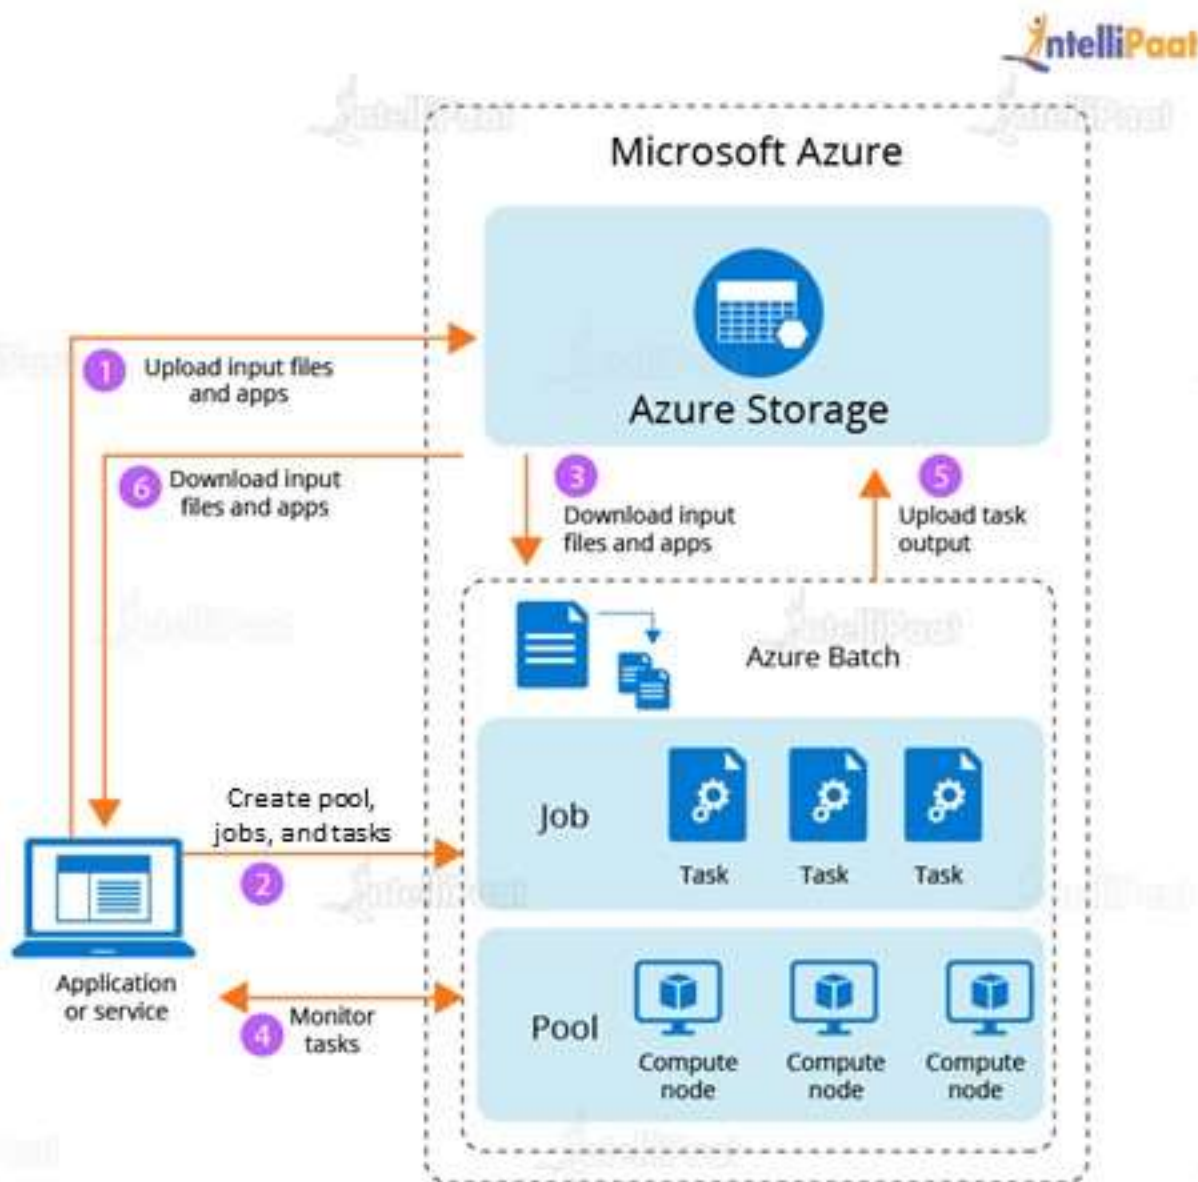 IntelliPaat
Microsoft Azure
Azure Storage
1
Upload input files
and apps
6
Download input
files and apps
3
Download input
files and apps
5
Upload task
output
Azure Batch
Create pool,
jobs, and tasks
2
Job
Task
Task
Task
Application
or service
4
Monitor
tasks
Pool
Compute
node
Compute
node
Compute
node